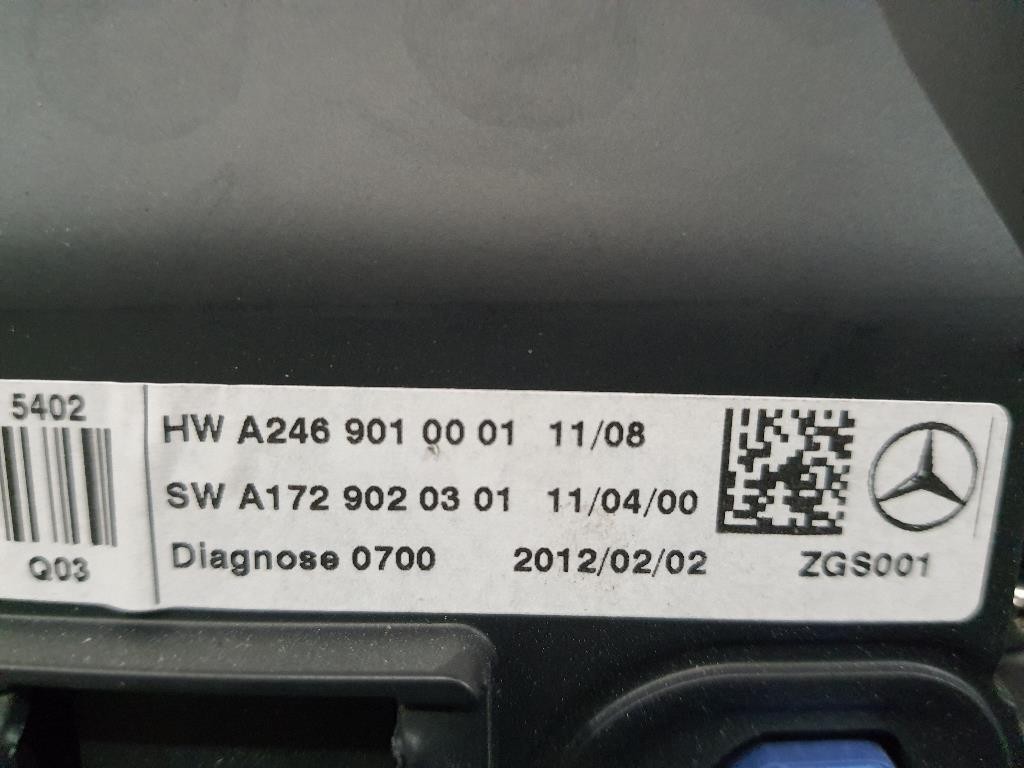 5402
Q03
HW A246 901 00 01 11/08
SW A172 902 03 01 11/04/00
Diagnose 0700 2012/02/02
ZGS001